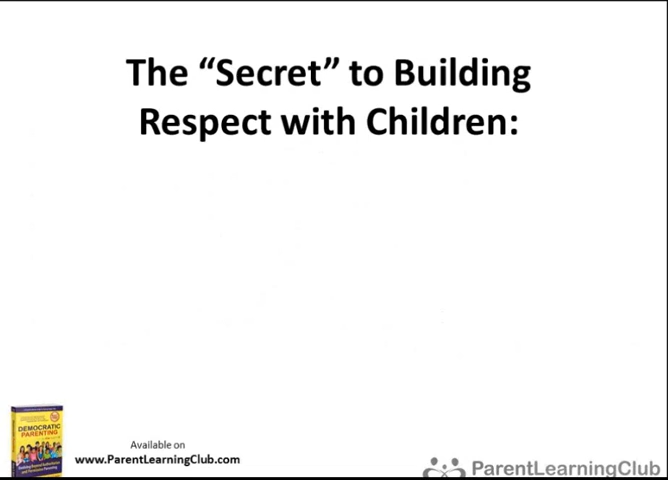 The “Secret” to Building
Respect with Children:
DEMOCRATIC
PARENTING
Available on
www.ParentLearningClub.com
ParentLearningClub